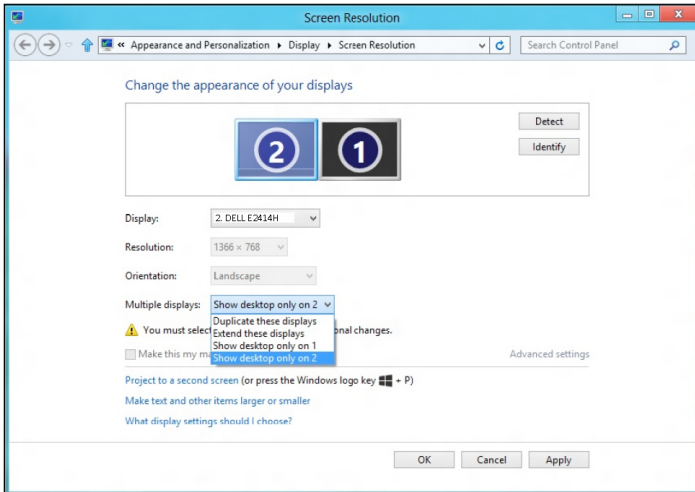 Screen Resolution
« Appearance and Personalization ▸ Display ▸ Screen Resolution
Search Control Panel
Change the appearance of your displays
2
1
Detect
Identify
Display: 2. DELL E2414H
Resolution: 1366 × 768
Orientation: Landscape
Multiple displays: Show desktop only on 2
Duplicate these displays
You must selec onal changes.
Extend these displays
Show desktop only on 1
Make this my m Show desktop only on 2 Advanced settings
Project to a second screen (or press the Windows logo key + P)
Make text and other items larger or smaller
What display settings should I choose?
OK Cancel Apply